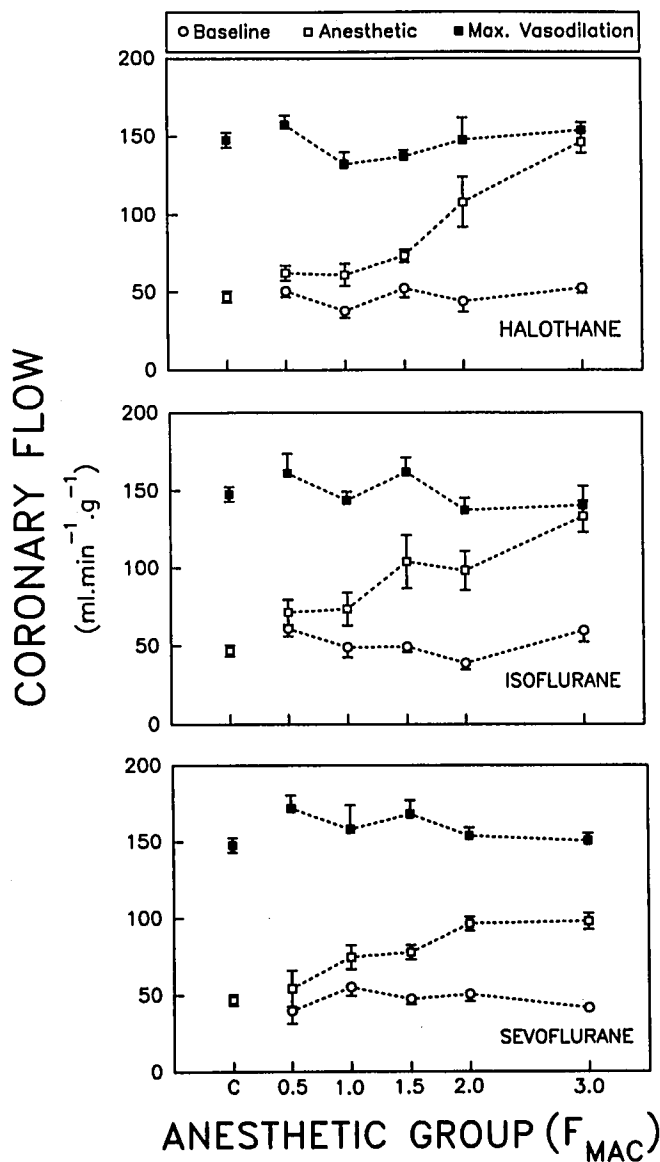 Baseline Anesthetic Max. Vasodilation
200
150
100
50
0
HALOTHANE
200
150
100
50
0
ISOFLURANE
200
150
100
50
0
SEVOFLURANE
C 0.5 1.0 1.5 2.0 3.0
CORONARY FLOW
(ml.min⁻¹.g⁻¹)
ANESTHETIC GROUP (F_MAC)